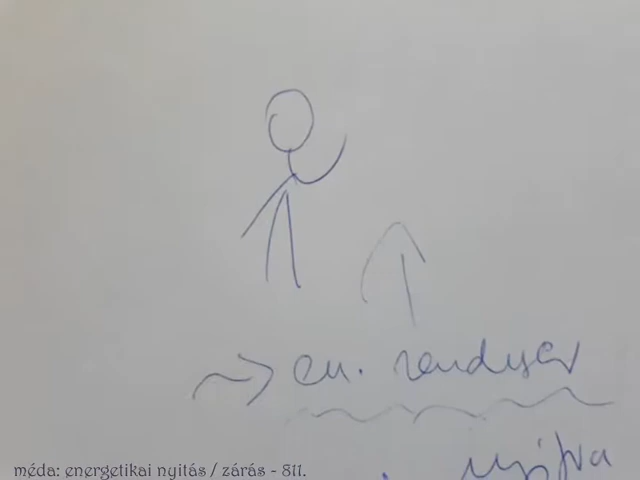 → en. rendszer
nyitva
méda: energetikai nyitás / zárás - 811.